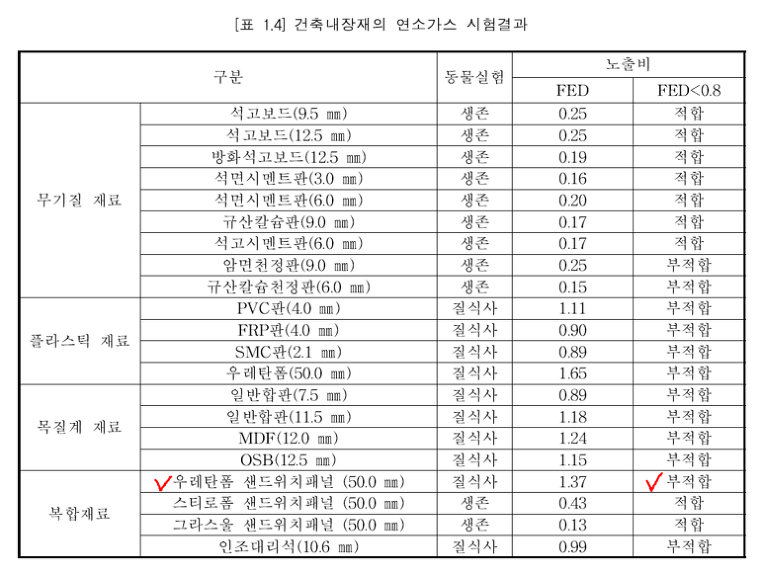 [표 1.4] 건축내장재의 연소가스 시험결과
구분 동물실험 노출비
FED FED<0.8
무기질 재료
석고보드(9.5 ㎜) 생존 0.25 적합
석고보드(12.5 ㎜) 생존 0.25 적합
방화석고보드(12.5 ㎜) 생존 0.19 적합
석면시멘트판(3.0 ㎜) 생존 0.16 적합
석면시멘트판(6.0 ㎜) 생존 0.20 적합
규산칼슘판(9.0 ㎜) 생존 0.17 적합
석고시멘트판(6.0 ㎜) 생존 0.17 적합
암면천정판(9.0 ㎜) 생존 0.25 부적합
규산칼슘천정판(6.0 ㎜) 생존 0.15 부적합
플라스틱 재료
PVC판(4.0 ㎜) 질식사 1.11 부적합
FRP판(4.0 ㎜) 질식사 0.90 부적합
SMC판(2.1 ㎜) 질식사 0.89 부적합
우레탄폼(50.0 ㎜) 질식사 1.65 부적합
목질계 재료
일반합판(7.5 ㎜) 질식사 0.89 부적합
일반합판(11.5 ㎜) 질식사 1.18 부적합
MDF(12.0 ㎜) 질식사 1.24 부적합
OSB(12.5 ㎜) 질식사 1.15 부적합
복합재료
우레탄폼 샌드위치패널 (50.0 ㎜) 질식사 1.37 부적합
스티로폼 샌드위치패널 (50.0 ㎜) 생존 0.43 적합
그라스울 샌드위치패널 (50.0 ㎜) 생존 0.13 적합
인조대리석(10.6 ㎜) 질식사 0.99 부적합